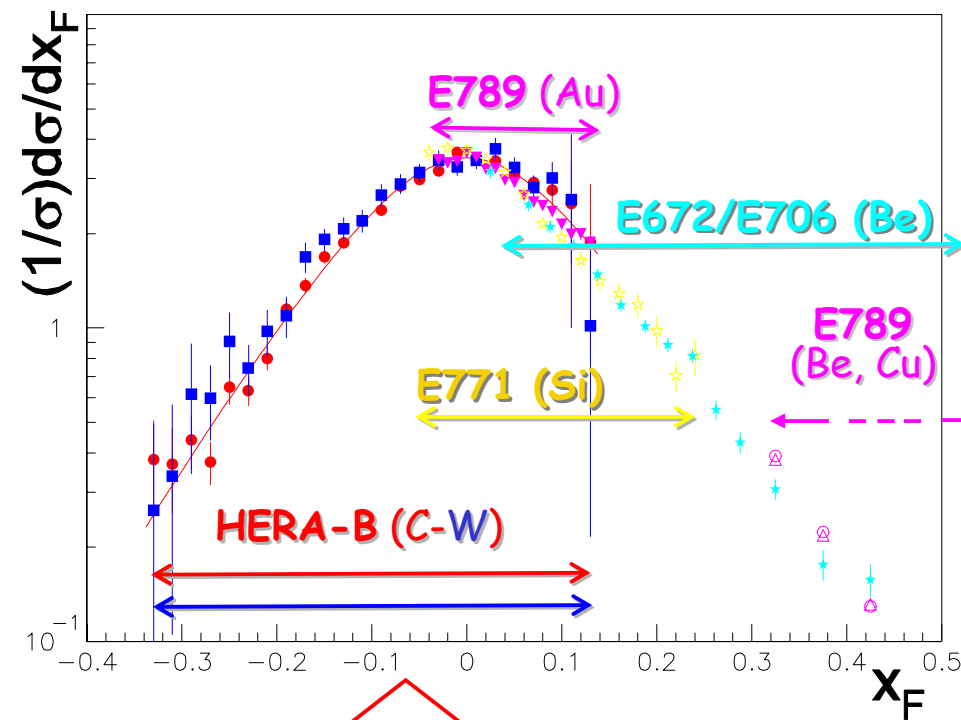 (1/σ)dσ/dx_F
E789 (Au)
E672/E706 (Be)
1
E789
(Be, Cu)
E771 (Si)
HERA-B (C-W)
10⁻¹
−0.4 −0.3 −0.2 −0.1 0 0.1 0.2 0.3 0.4 0.5
x_F